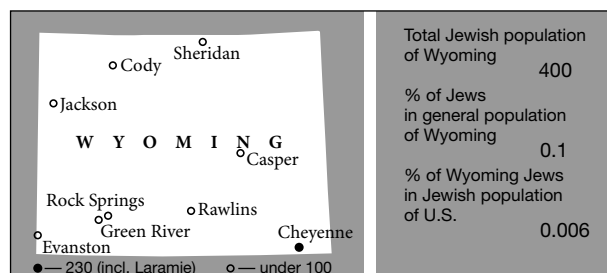 Sheridan
Cody
Jackson
W Y O M I N G
Casper
Rock Springs
Rawlins
Green River
Cheyenne
Evanston
●— 230 (incl. Laramie) ○— under 100
Total Jewish population
of Wyoming
400
% of Jews
in general population
of Wyoming
0.1
% of Wyoming Jews
in Jewish population
of U.S.
0.006